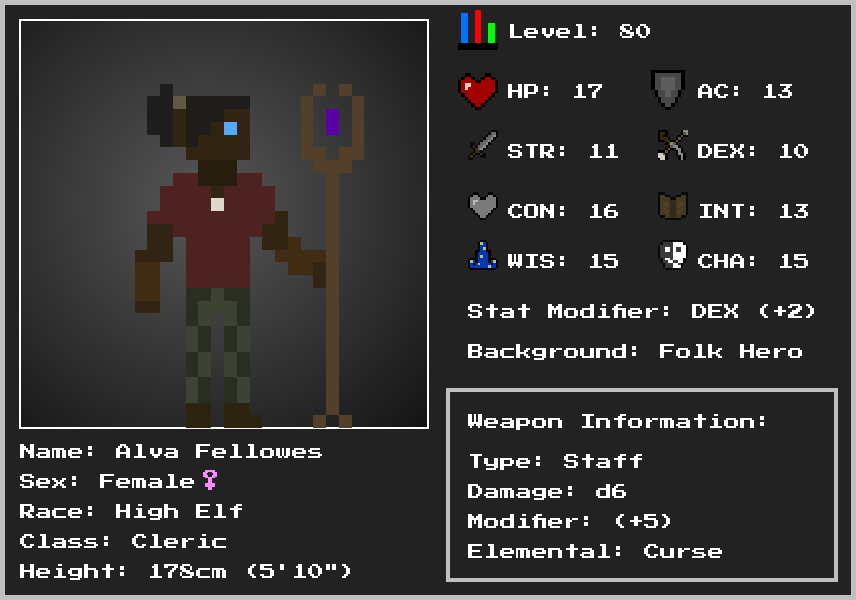 Level: 80
HP: 17
AC: 13
STR: 11
DEX: 10
CON: 16
INT: 13
WIS: 15
CHA: 15
Stat Modifier: DEX (+2)
Background: Folk Hero
Weapon Information:
Type: Staff
Damage: d6
Modifier: (+5)
Elemental: Curse
Name: Alva Fellowes
Sex: Female♀
Race: High Elf
Class: Cleric
Height: 178cm (5'10")